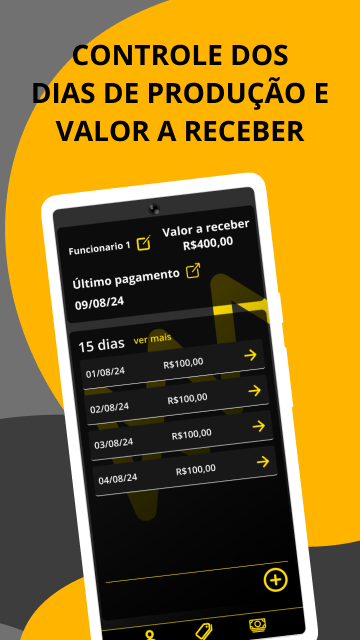 CONTROLE DOS
DIAS DE PRODUÇÃO E
VALOR A RECEBER
Funcionario 1
Valor a receber
R$400,00
Último pagamento
09/08/24
15 dias ver mais
01/08/24 R$100,00
02/08/24 R$100,00
03/08/24 R$100,00
04/08/24 R$100,00